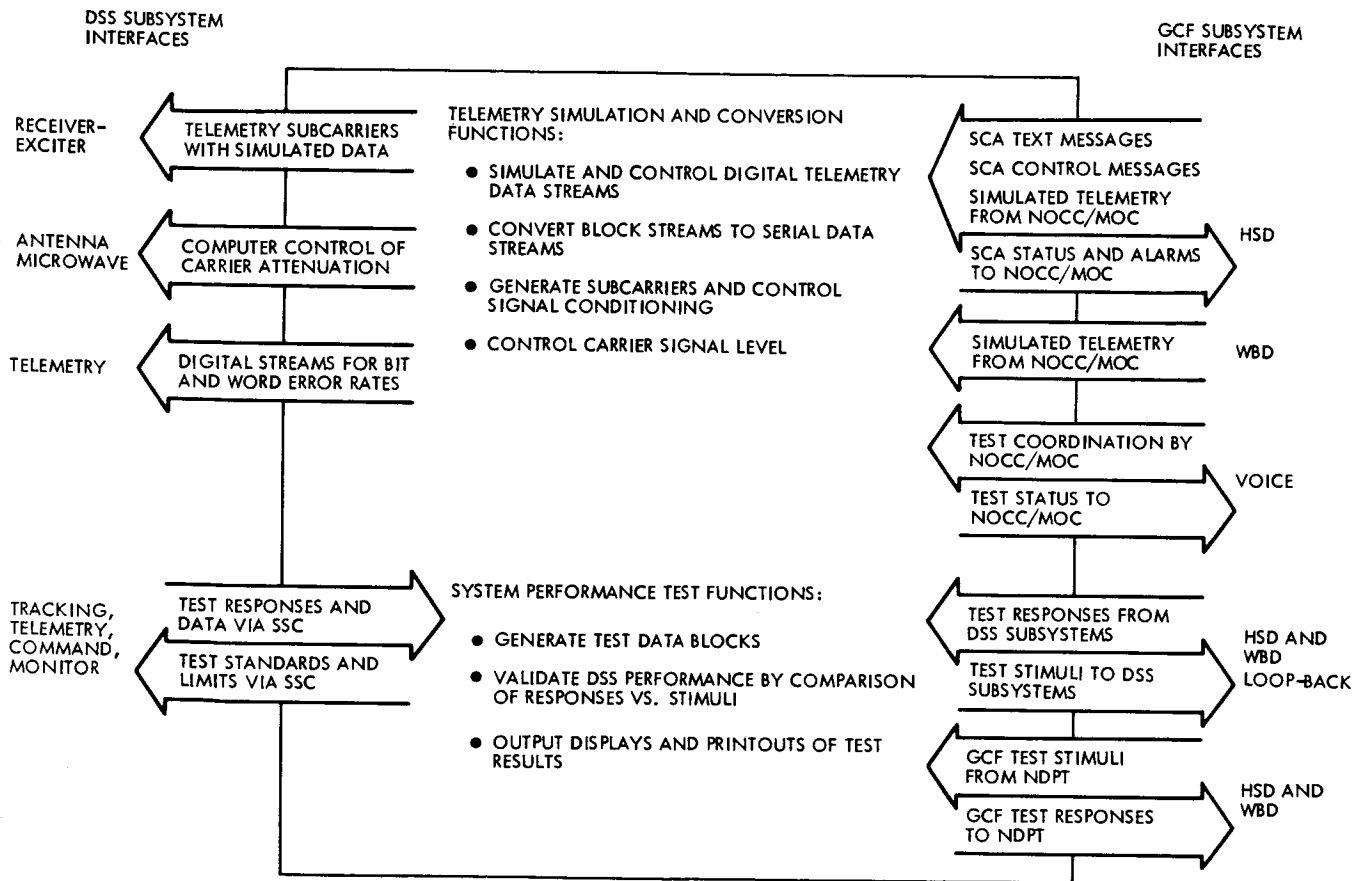 DSS SUBSYSTEM
INTERFACES
GCF SUBSYSTEM
INTERFACES
RECEIVER-
EXCITER
TELEMETRY SUBCARRIERS
WITH SIMULATED DATA
ANTENNA
MICROWAVE
COMPUTER CONTROL OF
CARRIER ATTENUATION
TELEMETRY
DIGITAL STREAMS FOR BIT
AND WORD ERROR RATES
TELEMETRY SIMULATION AND CONVERSION
FUNCTIONS:
● SIMULATE AND CONTROL DIGITAL TELEMETRY
DATA STREAMS
● CONVERT BLOCK STREAMS TO SERIAL DATA
STREAMS
● GENERATE SUBCARRIERS AND CONTROL
SIGNAL CONDITIONING
● CONTROL CARRIER SIGNAL LEVEL
SCA TEXT MESSAGES
SCA CONTROL MESSAGES
SIMULATED TELEMETRY
FROM NOCC/MOC
SCA STATUS AND ALARMS
TO NOCC/MOC
HSD
SIMULATED TELEMETRY
FROM NOCC/MOC
WBD
TEST COORDINATION BY
NOCC/MOC
TEST STATUS TO
NOCC/MOC
VOICE
TRACKING,
TELEMETRY,
COMMAND,
MONITOR
TEST RESPONSES AND
DATA VIA SSC
TEST STANDARDS AND
LIMITS VIA SSC
SYSTEM PERFORMANCE TEST FUNCTIONS:
● GENERATE TEST DATA BLOCKS
● VALIDATE DSS PERFORMANCE BY COMPARISON
OF RESPONSES VS. STIMULI
● OUTPUT DISPLAYS AND PRINTOUTS OF TEST
RESULTS
TEST RESPONSES FROM
DSS SUBSYSTEMS
TEST STIMULI TO DSS
SUBSYSTEMS
HSD AND
WBD
LOOP-BACK
GCF TEST STIMULI
FROM NDPT
GCF TEST RESPONSES
TO NDPT
HSD AND
WBD